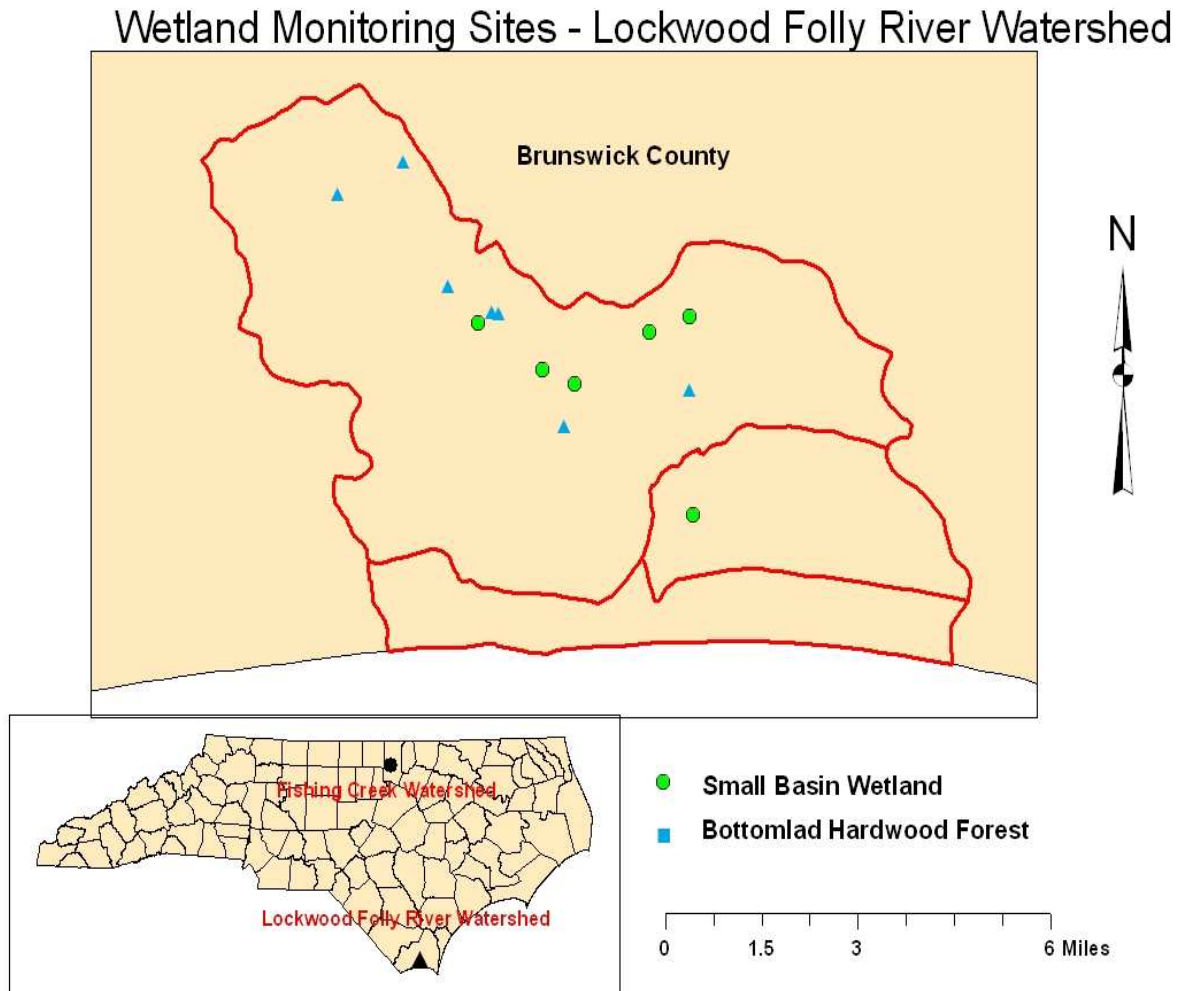 Wetland Monitoring Sites - Lockwood Folly River Watershed
Brunswick County
N
Fishing Creek Watershed
Lockwood Folly River Watershed
Small Basin Wetland
Bottomlad Hardwood Forest
0 1.5 3 6 Miles